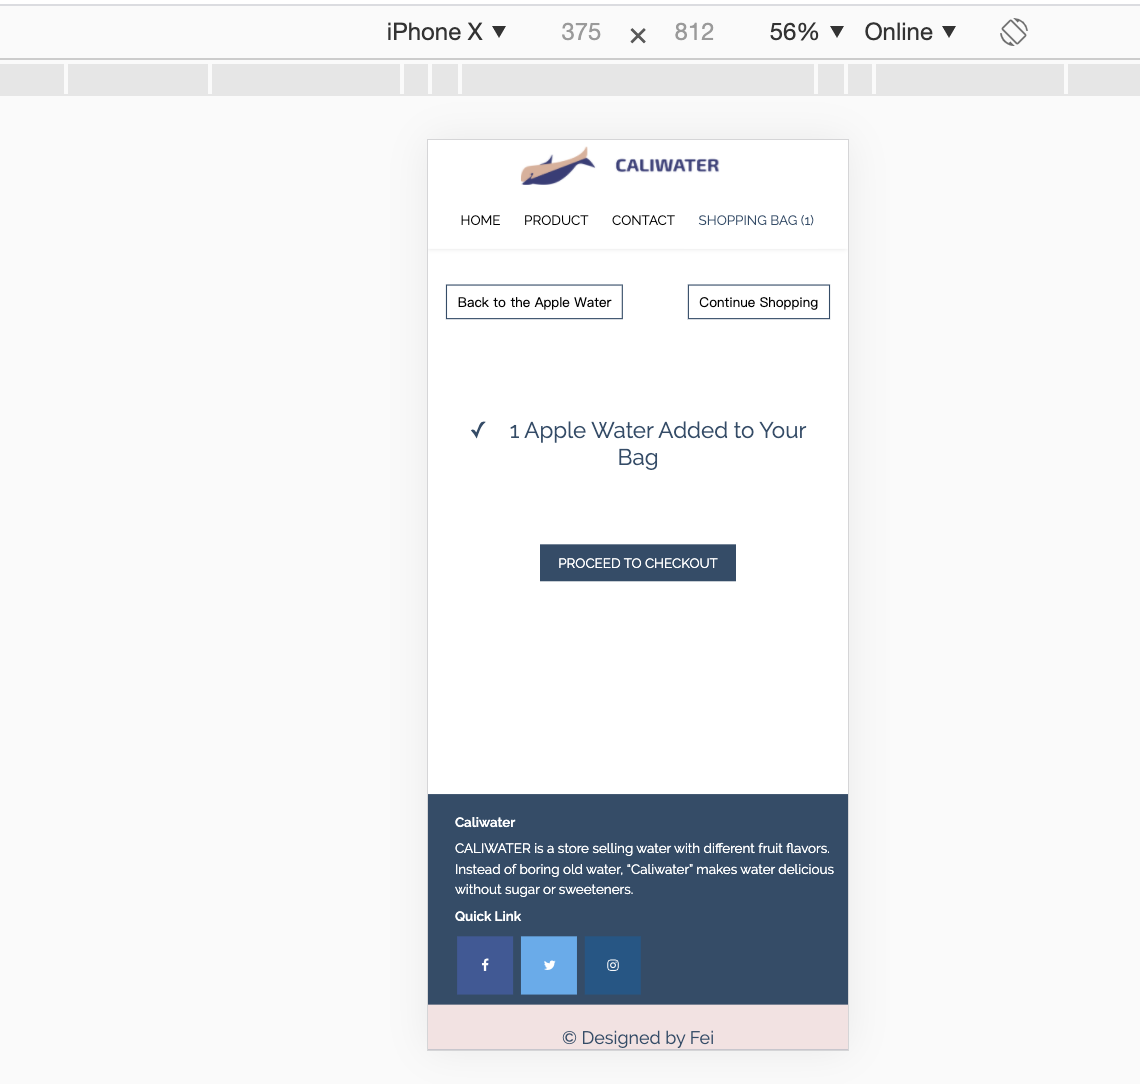 iPhone X ▼ 375 × 812 56% ▼ Online ▼
CALIWATER
HOME PRODUCT CONTACT SHOPPING BAG (1)
Back to the Apple Water Continue Shopping
✓ 1 Apple Water Added to Your
Bag
PROCEED TO CHECKOUT
Caliwater
CALIWATER is a store selling water with different fruit flavors.
Instead of boring old water, "Caliwater" makes water delicious
without sugar or sweeteners.
Quick Link
© Designed by Fei